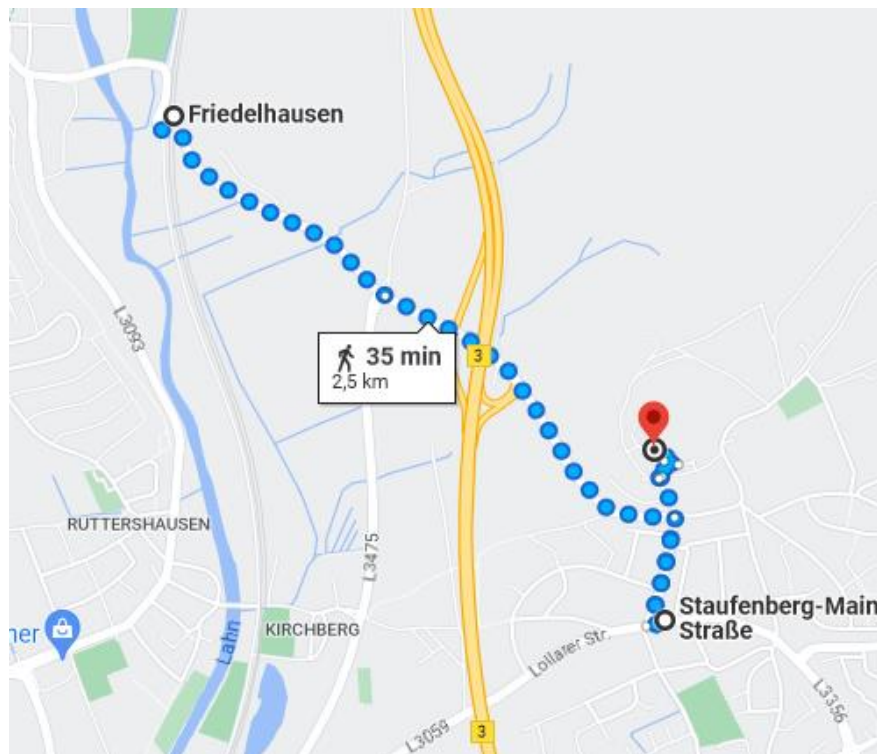 Friedelhausen
L3093
35 min
2,5 km
3
RUTTERSHAUSEN
L3475
ner
Lahn
KIRCHBERG
Staufenberg-Main
Straße
Lollarer Str.
L3059
L3356
3